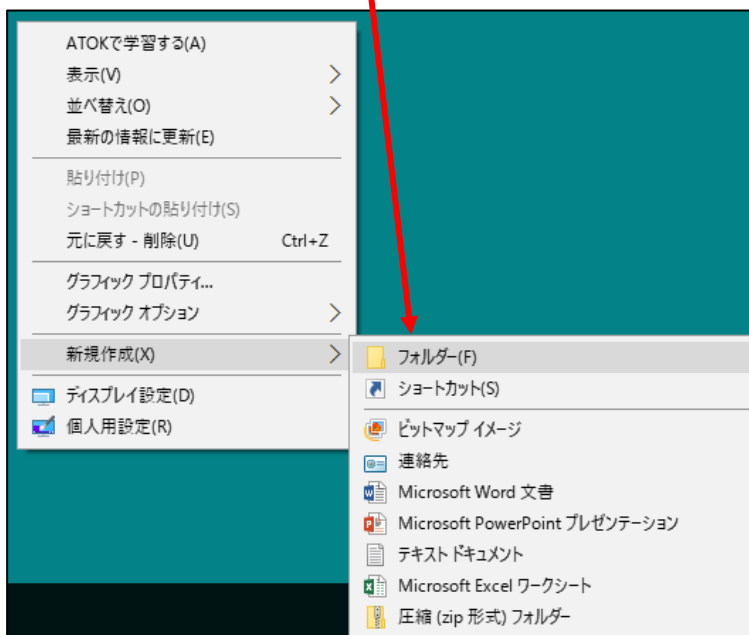 ATOKで学習する(A)
表示(V)
並べ替え(O)
最新の情報に更新(E)
貼り付け(P)
ショートカットの貼り付け(S)
元に戻す - 削除(U) Ctrl+Z
グラフィック プロパティ...
グラフィック オプション
新規作成(X)
ディスプレイ設定(D)
個人用設定(R)
フォルダー(F)
ショートカット(S)
ビットマップ イメージ
連絡先
Microsoft Word 文書
Microsoft PowerPoint プレゼンテーション
テキスト ドキュメント
Microsoft Excel ワークシート
圧縮 (zip 形式) フォルダー